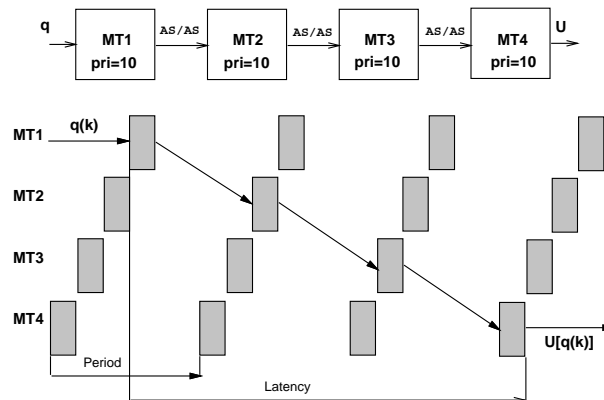 q
MT1
pri=10
AS/AS
MT2
pri=10
AS/AS
MT3
pri=10
AS/AS
MT4
pri=10
U
MT1
q(k)
MT2
MT3
MT4
U[q(k)]
Period
Latency